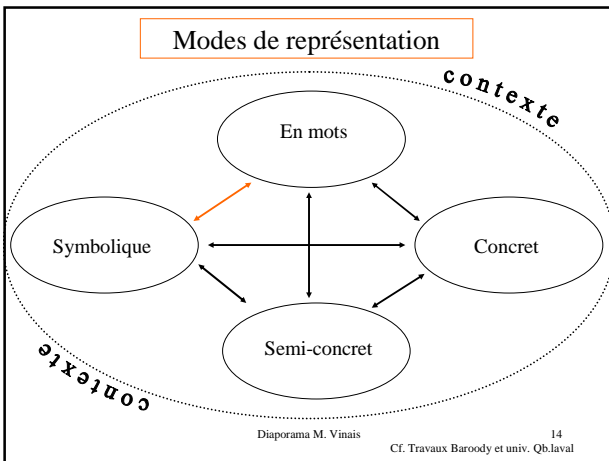 Modes de représentation
contexte
En mots
Symbolique
Concret
Semi-concret
contexte
Diaporama M. Vinais
14
Cf. Travaux Baroody et univ. Qb.laval